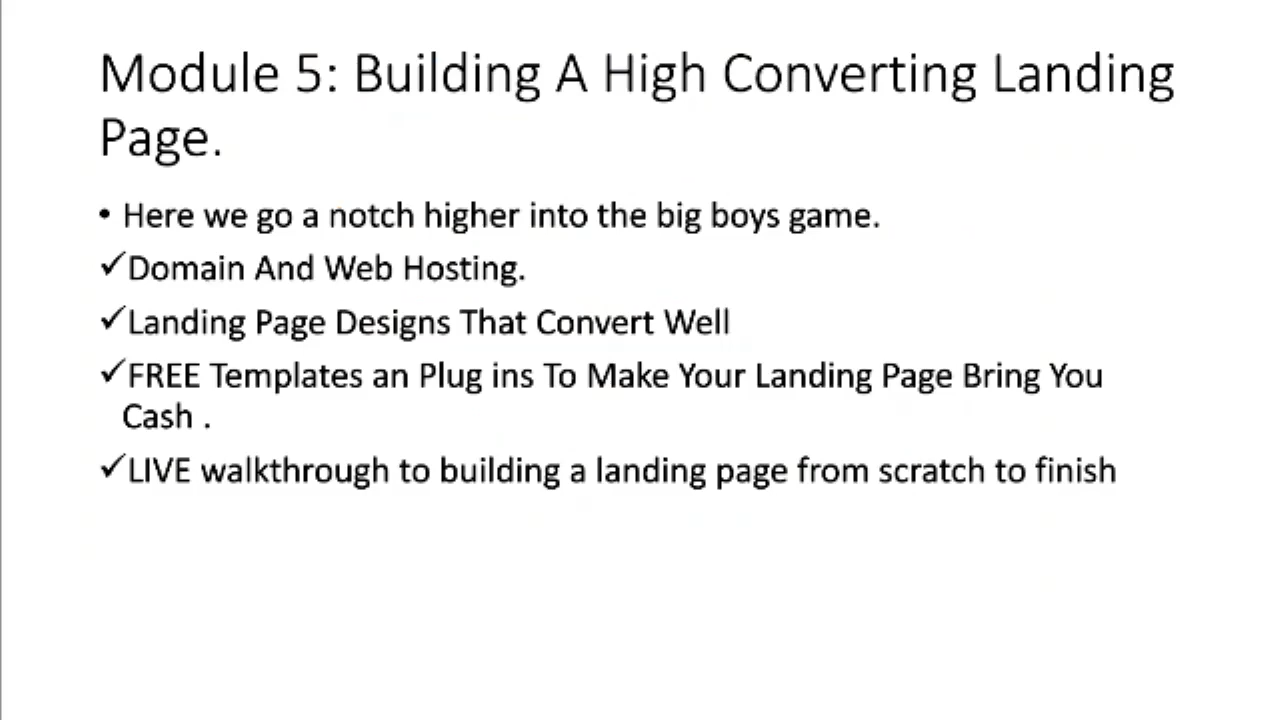 Module 5: Building A High Converting Landing
Page.
• Here we go a notch higher into the big boys game.
✓Domain And Web Hosting.
✓Landing Page Designs That Convert Well
✓FREE Templates an Plug ins To Make Your Landing Page Bring You
Cash .
✓LIVE walkthrough to building a landing page from scratch to finish